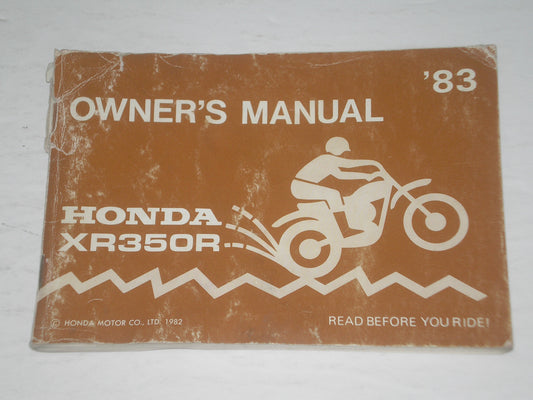 '83
OWNER'S MANUAL
HONDA
XR350R
© HONDA MOTOR CO., LTD. 1982
READ BEFORE YOU RIDE!